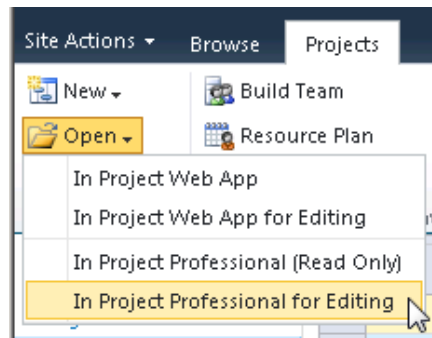 Site Actions Browse Projects
New Build Team
Open Resource Plan
In Project Web App
In Project Web App for Editing
In Project Professional (Read Only)
In Project Professional for Editing